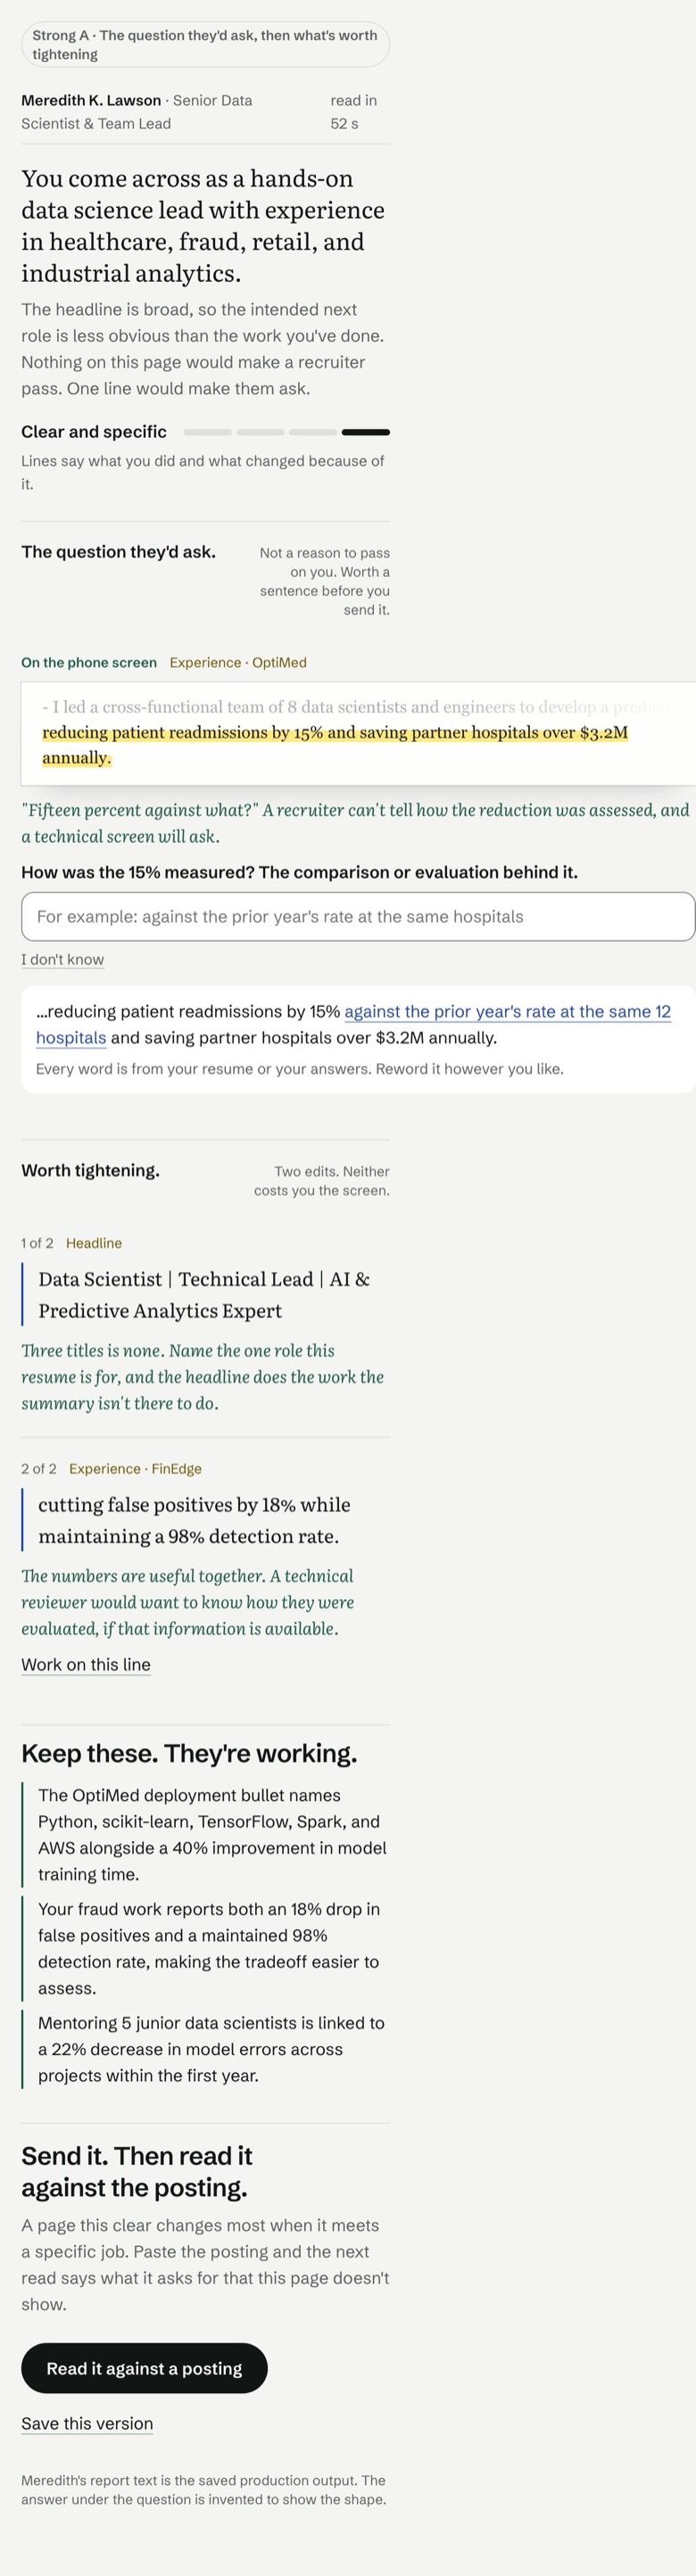 Strong A · The question they'd ask, then what's worth
tightening
Meredith K. Lawson · Senior Data
Scientist & Team Lead
read in
52 s
You come across as a hands-on
data science lead with experience
in healthcare, fraud, retail, and
industrial analytics.
The headline is broad, so the intended next
role is less obvious than the work you've done.
Nothing on this page would make a recruiter
pass. One line would make them ask.
Clear and specific
Lines say what you did and what changed because of
it.
The question they'd ask.
Not a reason to pass
on you. Worth a
sentence before you
send it.
On the phone screen Experience · OptiMed
- I led a cross-functional team of 8 data scientists and engineers to develop a
reducing patient readmissions by 15% and saving partner hospitals over $3.2M
annually.
"Fifteen percent against what?" A recruiter can't tell how the reduction was assessed, and
a technical screen will ask.
How was the 15% measured? The comparison or evaluation behind it.
For example: against the prior year's rate at the same hospitals
I don't know
...reducing patient readmissions by 15% against the prior year's rate at the same 12
hospitals and saving partner hospitals over $3.2M annually.
Every word is from your resume or your answers. Reword it however you like.
Worth tightening.
Two edits. Neither
costs you the screen.
1 of 2 Headline
Data Scientist | Technical Lead | AI &
Predictive Analytics Expert
Three titles is none. Name the one role this
resume is for, and the headline does the work the
summary isn't there to do.
2 of 2 Experience · FinEdge
cutting false positives by 18% while
maintaining a 98% detection rate.
The numbers are useful together. A technical
reviewer would want to know how they were
evaluated, if that information is available.
Work on this line
Keep these. They're working.
The OptiMed deployment bullet names
Python, scikit-learn, TensorFlow, Spark, and
AWS alongside a 40% improvement in model
training time.
Your fraud work reports both an 18% drop in
false positives and a maintained 98%
detection rate, making the tradeoff easier to
assess.
Mentoring 5 junior data scientists is linked to
a 22% decrease in model errors across
projects within the first year.
Send it. Then read it
against the posting.
A page this clear changes most when it meets
a specific job. Paste the posting and the next
read says what it asks for that this page doesn't
show.
Read it against a posting
Save this version
Meredith's report text is the saved production output. The
answer under the question is invented to show the shape.